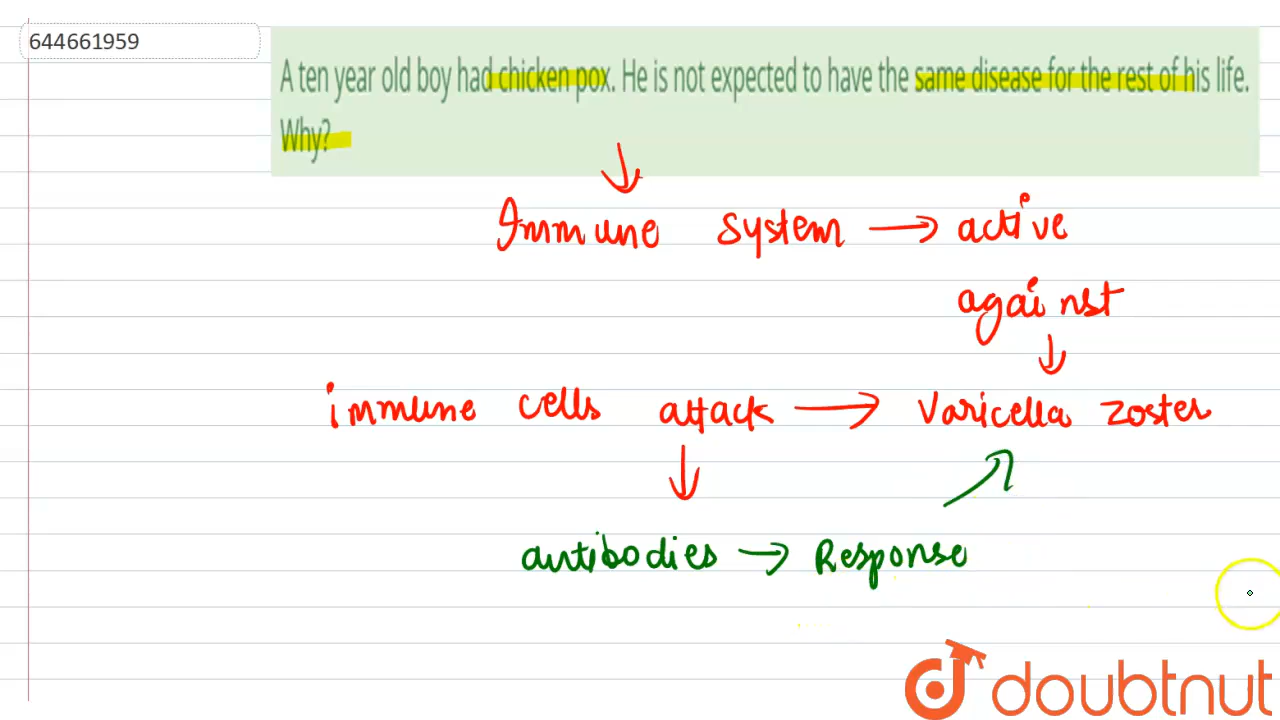 644661959
A ten year old boy had chicken pox. He is not expected to have the same disease for the rest of his life.
Why?
Immune system → active
against
immune cells attack → Varicella zoster
antibodies → Response
doubtnut